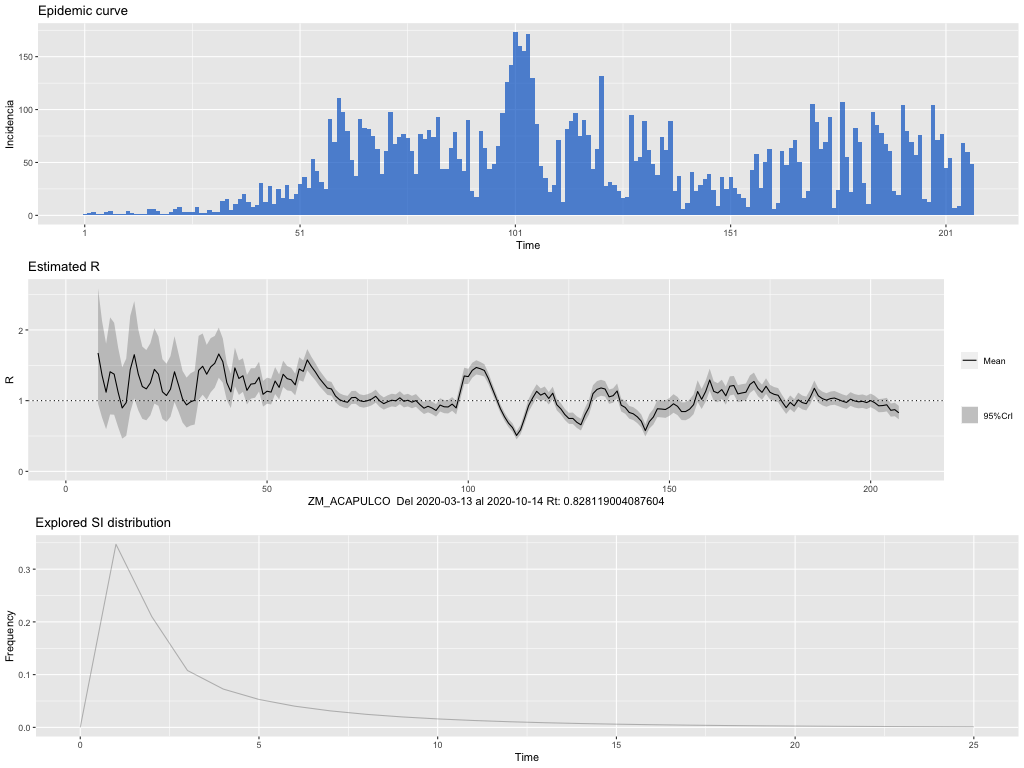 Epidemic curve
150
100
50
0
Incidencia
1
51
101
151
201
Time
Estimated R
2
1
0
R
Mean
95%CrI
0
50
100
150
200
ZM_ACAPULCO Del 2020-03-13 al 2020-10-14 Rt: 0.828119004087604
Explored SI distribution
0.3
0.2
0.1
0.0
Frequency
0
5
10
15
20
25
Time